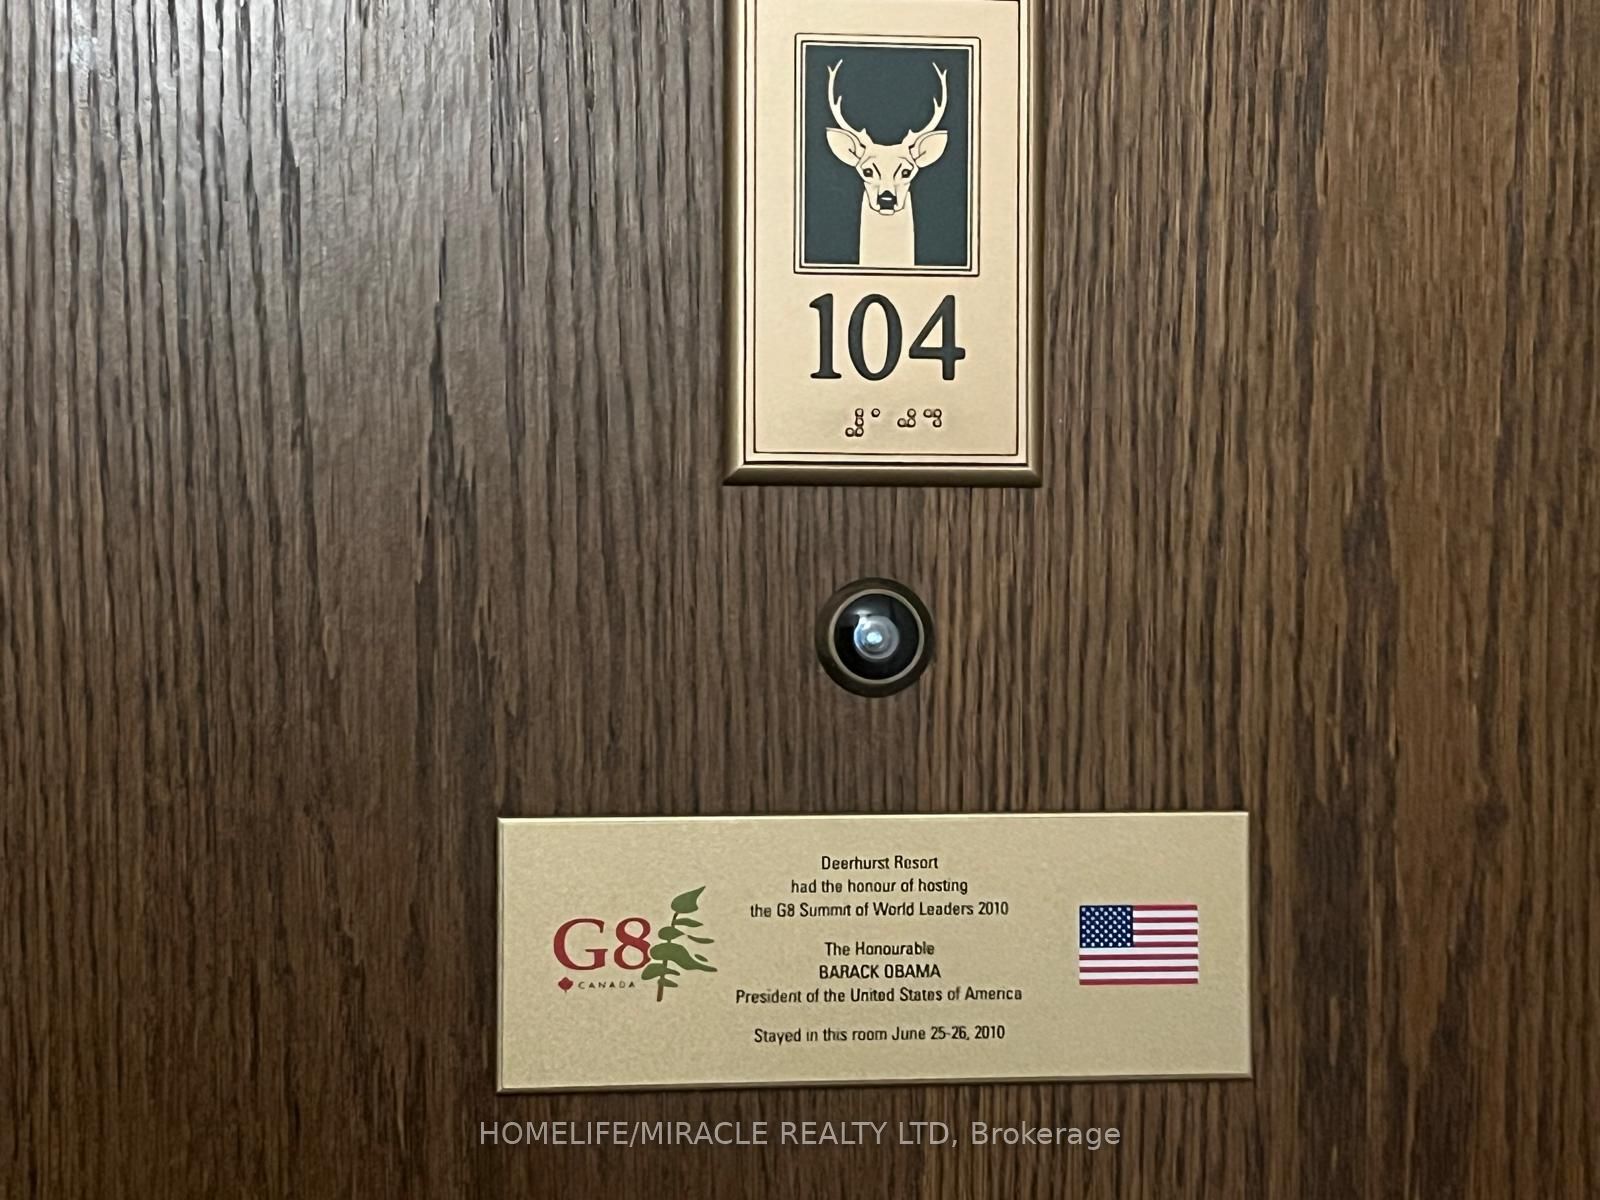 104
⠼⠁⠚⠙
Deerhurst Resort
had the honour of hosting
the G8 Summit of World Leaders 2010
The Honourable
BARACK OBAMA
President of the United States of America
Stayed in this room June 25-26, 2010
G8
CANADA
HOMELIFE/MIRACLE REALTY LTD, Brokerage